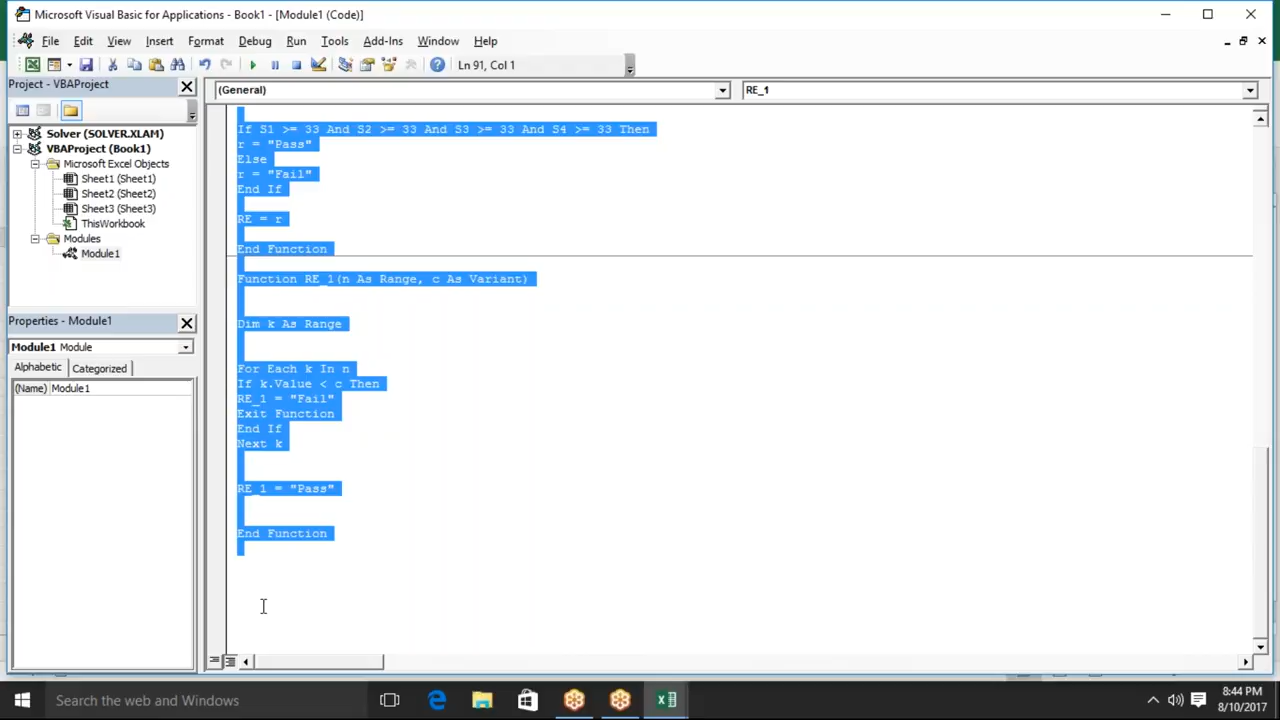 Microsoft Visual Basic for Applications - Book1 - [Module1 (Code)]
File Edit View Insert Format Debug Run Tools Add-Ins Window Help
Ln 91, Col 1
Project - VBAProject
(General)
RE_1
Solver (SOLVER.XLAM)
VBAProject (Book1)
Microsoft Excel Objects
Sheet1 (Sheet1)
Sheet2 (Sheet2)
Sheet3 (Sheet3)
ThisWorkbook
Modules
Module1
Properties - Module1
Module1 Module
Alphabetic Categorized
(Name) Module1
If S1 >= 33 And S2 >= 33 And S3 >= 33 And S4 >= 33 Then
r = "Pass"
Else
r = "Fail"
End If
RE = r
End Function
Function RE_1(n As Range, c As Variant)
Dim k As Range
For Each k In n
If k.Value < c Then
RE_1 = "Fail"
Exit Function
End If
Next k
RE_1 = "Pass"
End Function
Search the web and Windows
8:44 PM
8/10/2017